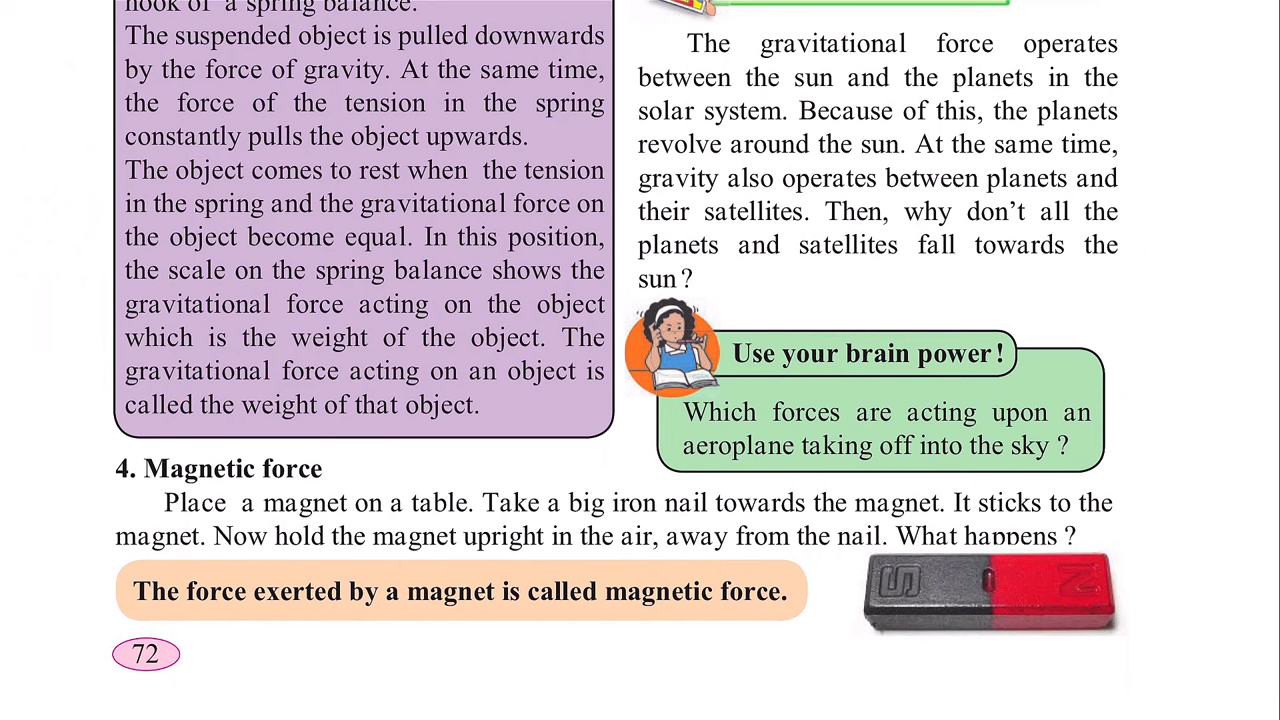 hook of a spring balance.
The suspended object is pulled downwards
by the force of gravity. At the same time,
the force of the tension in the spring
constantly pulls the object upwards.
The object comes to rest when the tension
in the spring and the gravitational force on
the object become equal. In this position,
the scale on the spring balance shows the
gravitational force acting on the object
which is the weight of the object. The
gravitational force acting on an object is
called the weight of that object.
The gravitational force operates
between the sun and the planets in the
solar system. Because of this, the planets
revolve around the sun. At the same time,
gravity also operates between planets and
their satellites. Then, why don’t all the
planets and satellites fall towards the
sun ?
Use your brain power !
Which forces are acting upon an
aeroplane taking off into the sky ?
4. Magnetic force
Place a magnet on a table. Take a big iron nail towards the magnet. It sticks to the
magnet. Now hold the magnet upright in the air, away from the nail. What happens ?
The force exerted by a magnet is called magnetic force.
S N
72